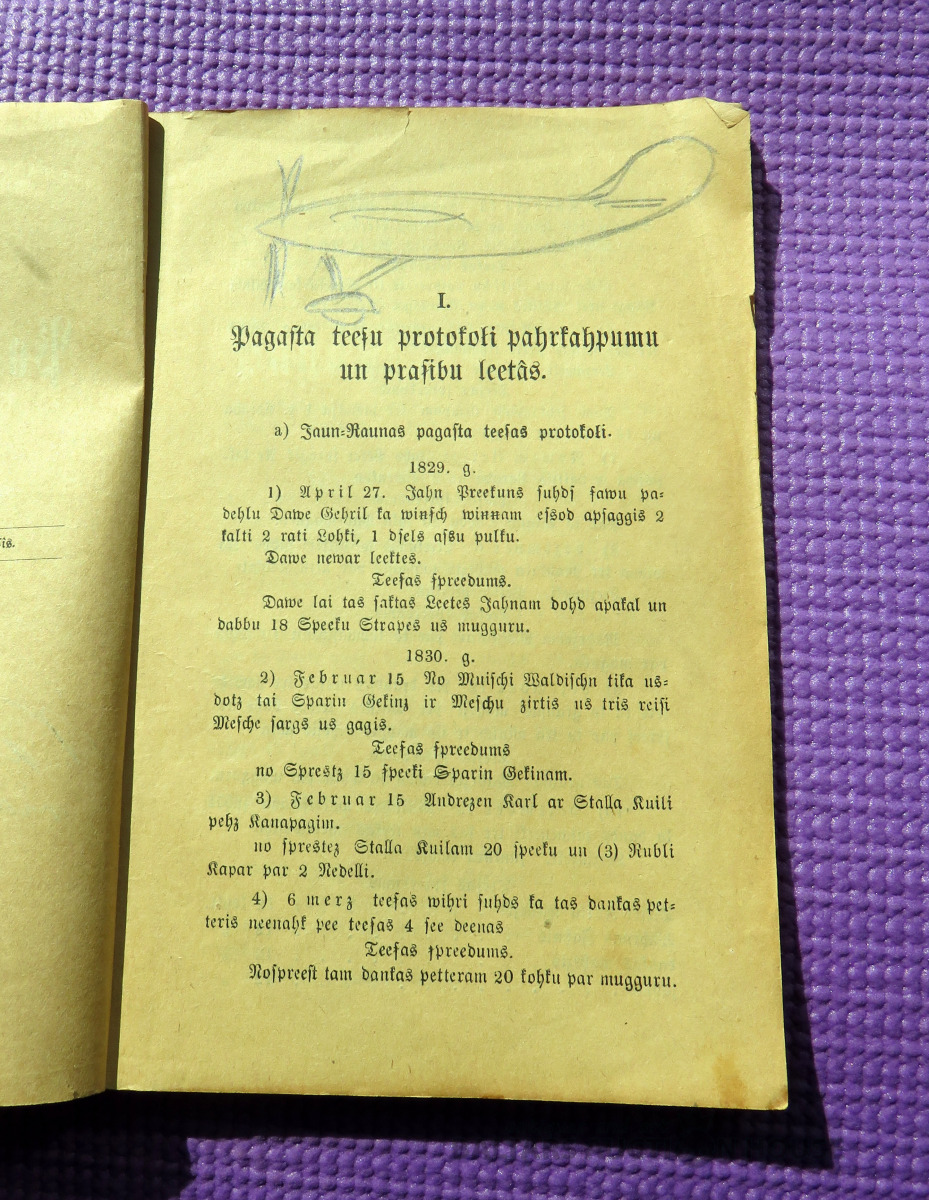 sis.
I.
Pagaſta teeſu protokoli pahrkahpumu
un praſibu leetâs.
a) Jaun-Raunas pagaſta teeſas protokoli.
1829. g.
1) April 27. Jahn Preekuns ſuhdſ ſawu pa-
dehlu Dawe Gehril ka winſch winnam eſsod apſaggis 2
kalti 2 rati Lohki, 1 dſels aſsu pulku.
Dawe newar leektes.
Teeſas ſpreedums.
Dawe lai tas ſaktas Leetes Jahnam dohd apakal un
dabbu 18 Speeku Strapes us mugguru.
1830. g.
2) Februar 15 No Muiſchi Waldiſchn tika us-
dotz tai Sparin Gekinz ir Meſchu zirtis us tris reiſi
Meſche ſargs us gagis.
Teeſas ſpreedums
no Sprestz 15 ſpeeki Sparin Gekinam.
3) Februar 15 Andrezen Karl ar Stalla Kuili
pehz Kanapagim.
no ſprestez Stalla Kuilam 20 ſpeeku un (3) Rubli
Kapar par 2 Nedelli.
4) 6 merz teeſas wihri ſuhds ka tas dankas pet-
teris neenahk pee teeſas 4 ſee deenas
Teeſas ſpreedums.
Noſpreeſt tam dankas petteram 20 kohku par mugguru.